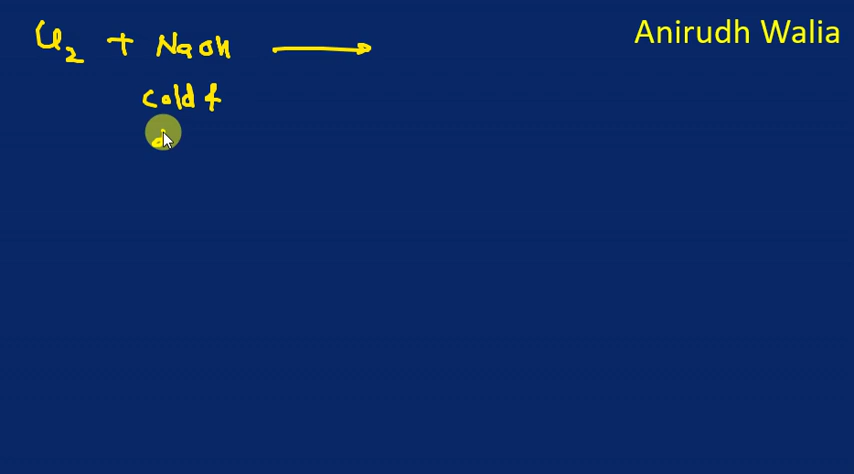 Cl2 + NaOH ⟶
Anirudh Walia
cold &